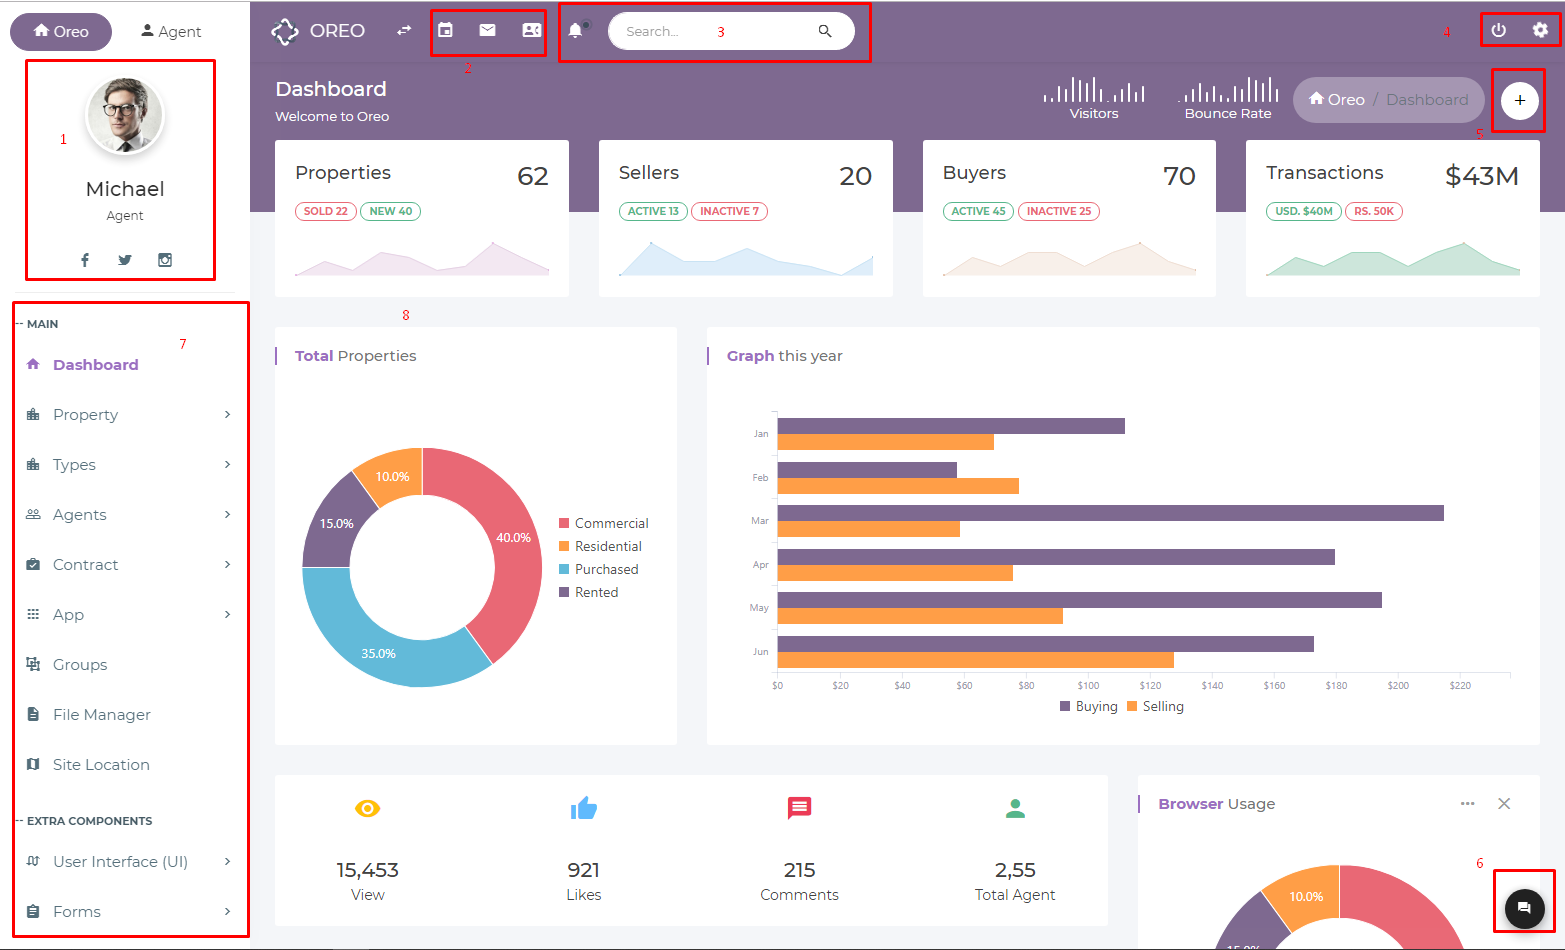 Oreo
Agent
OREO
Search...
3
4
2
1
Michael
Agent
Dashboard
Welcome to Oreo
Visitors
Bounce Rate
Oreo / Dashboard
+
5
Properties 62
SOLD 22 NEW 40
Sellers 20
ACTIVE 13 INACTIVE 7
Buyers 70
ACTIVE 45 INACTIVE 25
Transactions $43M
USD. $40M RS. 50K
8
-- MAIN
7
Dashboard
Property
Types
Agents
Contract
App
Groups
File Manager
Site Location
-- EXTRA COMPONENTS
User Interface (UI)
Forms
Total Properties
10.0%
15.0%
40.0%
35.0%
Commercial
Residential
Purchased
Rented
Graph this year
Jan
Feb
Mar
Apr
May
Jun
$0 $20 $40 $60 $80 $100 $120 $140 $160 $180 $200 $220
Buying Selling
15,453
View
921
Likes
215
Comments
2,55
Total Agent
Browser Usage
6
10.0%
15.0%